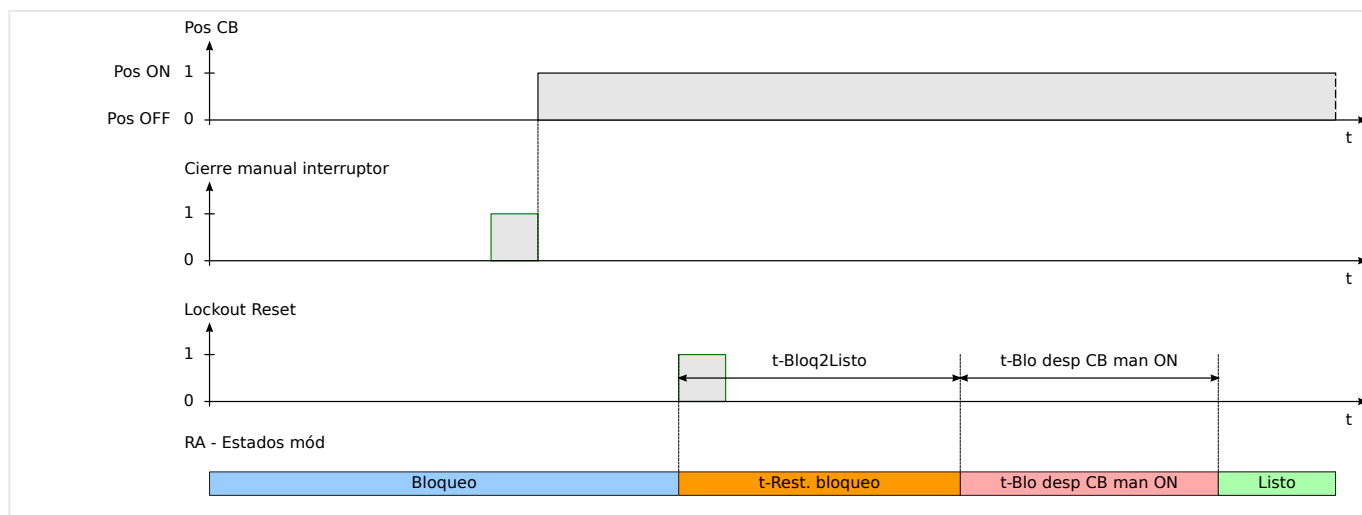 Pos CB
Pos ON 1
Pos OFF 0
t
Cierre manual interruptor
1
0
t
Lockout Reset
1
t-Bloq2Listo t-Blo desp CB man ON
0
t
RA - Estados mód
Bloqueo t-Rest. bloqueo t-Blo desp CB man ON Listo